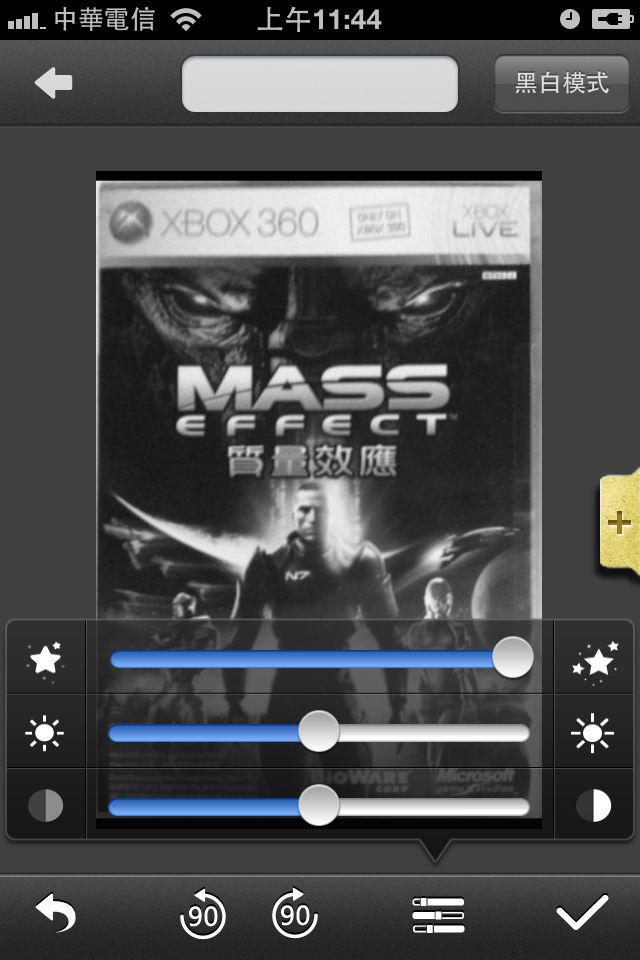 中華電信
上午11:44
黑白模式
XBOX 360
ONLY ON
XBOX 360
XBOX
LIVE
MASS
EFFECT™
質量效應
N7
BIOWARE
CORP
Microsoft
game studios
90
90